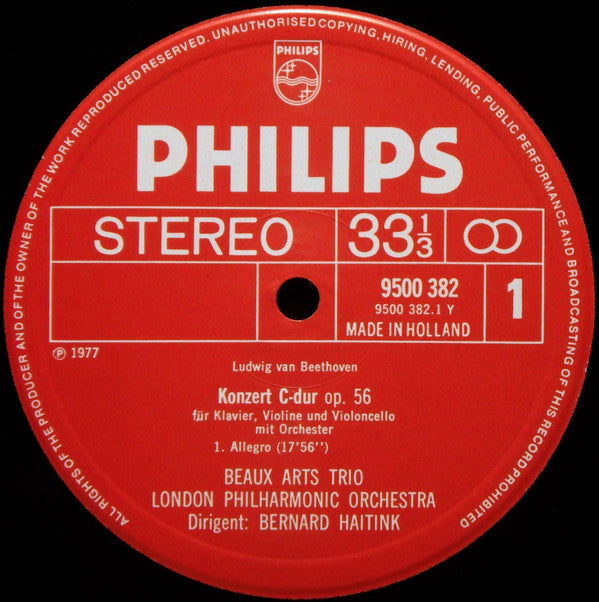 ALL RIGHTS OF THE PRODUCER AND OF THE OWNER OF THE WORK REPRODUCED RESERVED. UNAUTHORISED COPYING, HIRING, LENDING, PUBLIC PERFORMANCE AND BROADCASTING OF THIS RECORD PROHIBITED
PHILIPS
PHILIPS
STEREO 33 1/3
9500 382
9500 382.1 Y
MADE IN HOLLAND
1
℗ 1977
Ludwig van Beethoven
Konzert C-dur op. 56
für Klavier, Violine und Violoncello
mit Orchester
1. Allegro (17'56'')
BEAUX ARTS TRIO
LONDON PHILHARMONIC ORCHESTRA
Dirigent: BERNARD HAITINK